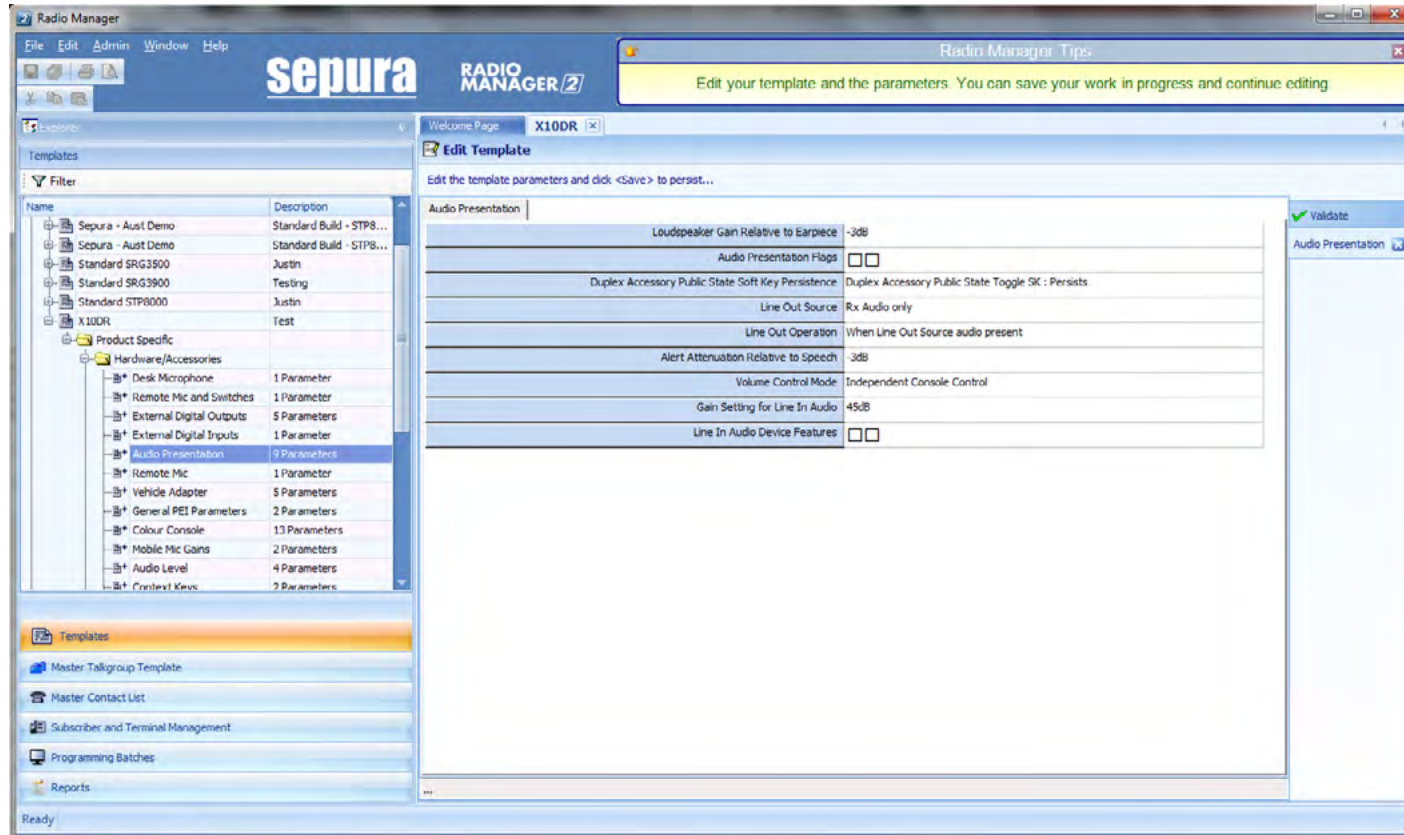 Radio Manager
File Edit Admin Window Help
sepura
RADIO MANAGER 2
Radio Manager Tips
Edit your template and the parameters. You can save your work in progress and continue editing
Explorer
Welcome Page X10DR
Templates
Edit Template
Filter
Edit the template parameters and click <Save> to persist...
Name Description
Sepura - Aust Demo Standard Build - STP8...
Sepura - Aust Demo Standard Build - STP8...
Standard SRG3500 Justin
Standard SRG3900 Testing
Standard STP8000 Justin
X10DR Test
Product Specific
Hardware/Accessories
Desk Microphone 1 Parameter
Remote Mic and Switches 1 Parameter
External Digital Outputs 5 Parameters
External Digital Inputs 1 Parameter
Audio Presentation 9 Parameters
Remote Mic 1 Parameter
Vehicle Adapter 5 Parameters
General PEI Parameters 2 Parameters
Colour Console 13 Parameters
Mobile Mic Gains 2 Parameters
Audio Level 4 Parameters
Context Keys 2 Parameters
Audio Presentation
Loudspeaker Gain Relative to Earpiece -3dB
Audio Presentation Flags
Duplex Accessory Public State Soft Key Persistence Duplex Accessory Public State Toggle SK : Persists
Line Out Source Rx Audio only
Line Out Operation When Line Out Source audio present
Alert Attenuation Relative to Speech -3dB
Volume Control Mode Independent Console Control
Gain Setting for Line In Audio 45dB
Line In Audio Device Features
Validate
Audio Presentation
Templates
Master Talkgroup Template
Master Contact List
Subscriber and Terminal Management
Programming Batches
Reports
...
Ready